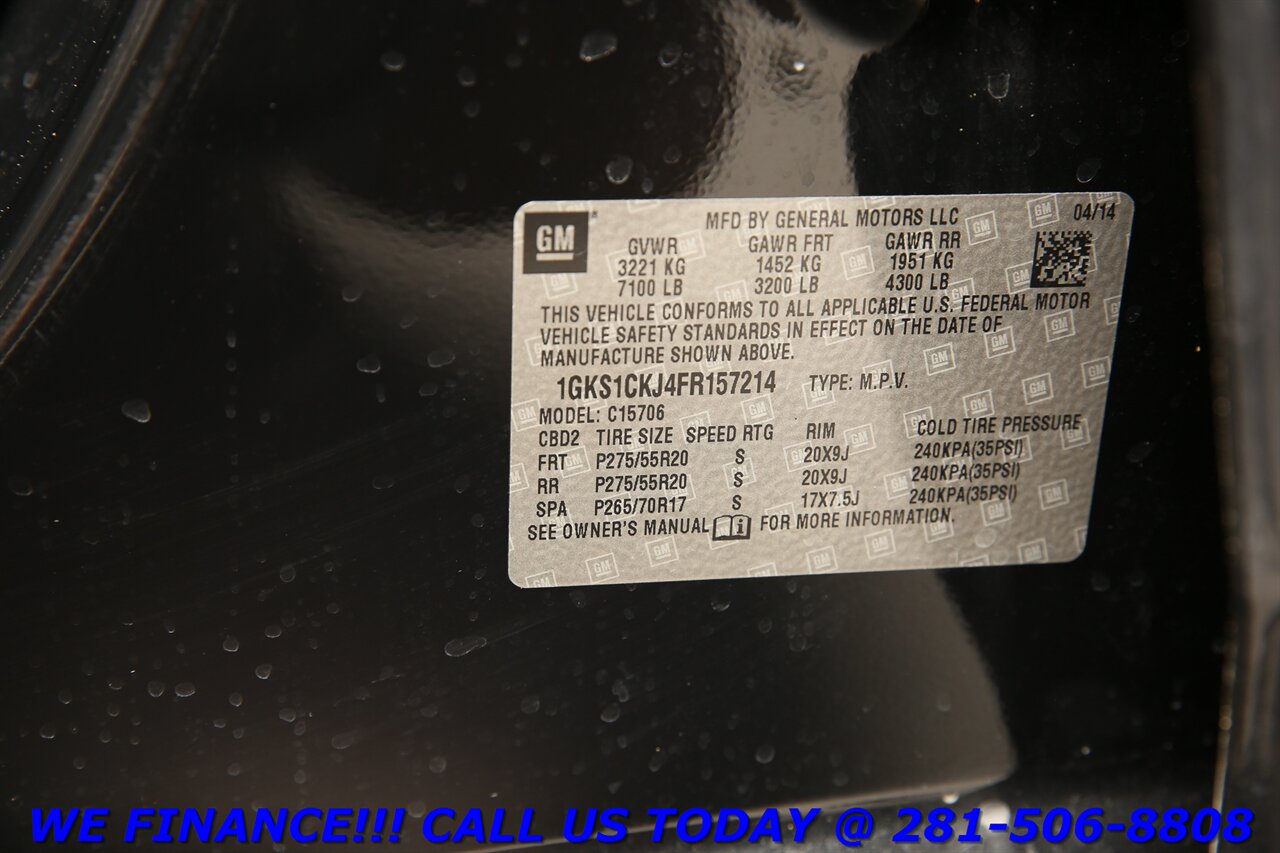 GM
MFD BY GENERAL MOTORS LLC 04/14
GVWR GAWR FRT GAWR RR
3221 KG 1452 KG 1951 KG
7100 LB 3200 LB 4300 LB
THIS VEHICLE CONFORMS TO ALL APPLICABLE U.S. FEDERAL MOTOR
VEHICLE SAFETY STANDARDS IN EFFECT ON THE DATE OF
MANUFACTURE SHOWN ABOVE.
1GKS1CKJ4FR157214 TYPE: M.P.V.
MODEL: C15706
CBD2 TIRE SIZE SPEED RTG RIM COLD TIRE PRESSURE
FRT P275/55R20 S 20X9J 240KPA(35PSI)
RR P275/55R20 S 20X9J 240KPA(35PSI)
SPA P265/70R17 S 17X7.5J 240KPA(35PSI)
SEE OWNER'S MANUAL FOR MORE INFORMATION.
WE FINANCE!!! CALL US TODAY @ 281-506-8808